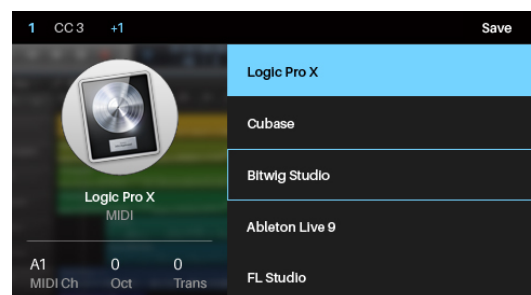 1 CC 3 +1 Save
Logic Pro X
MIDI
A1 0 0
MIDI Ch Oct Trans
Logic Pro X
Cubase
Bitwig Studio
Ableton Live 9
FL Studio